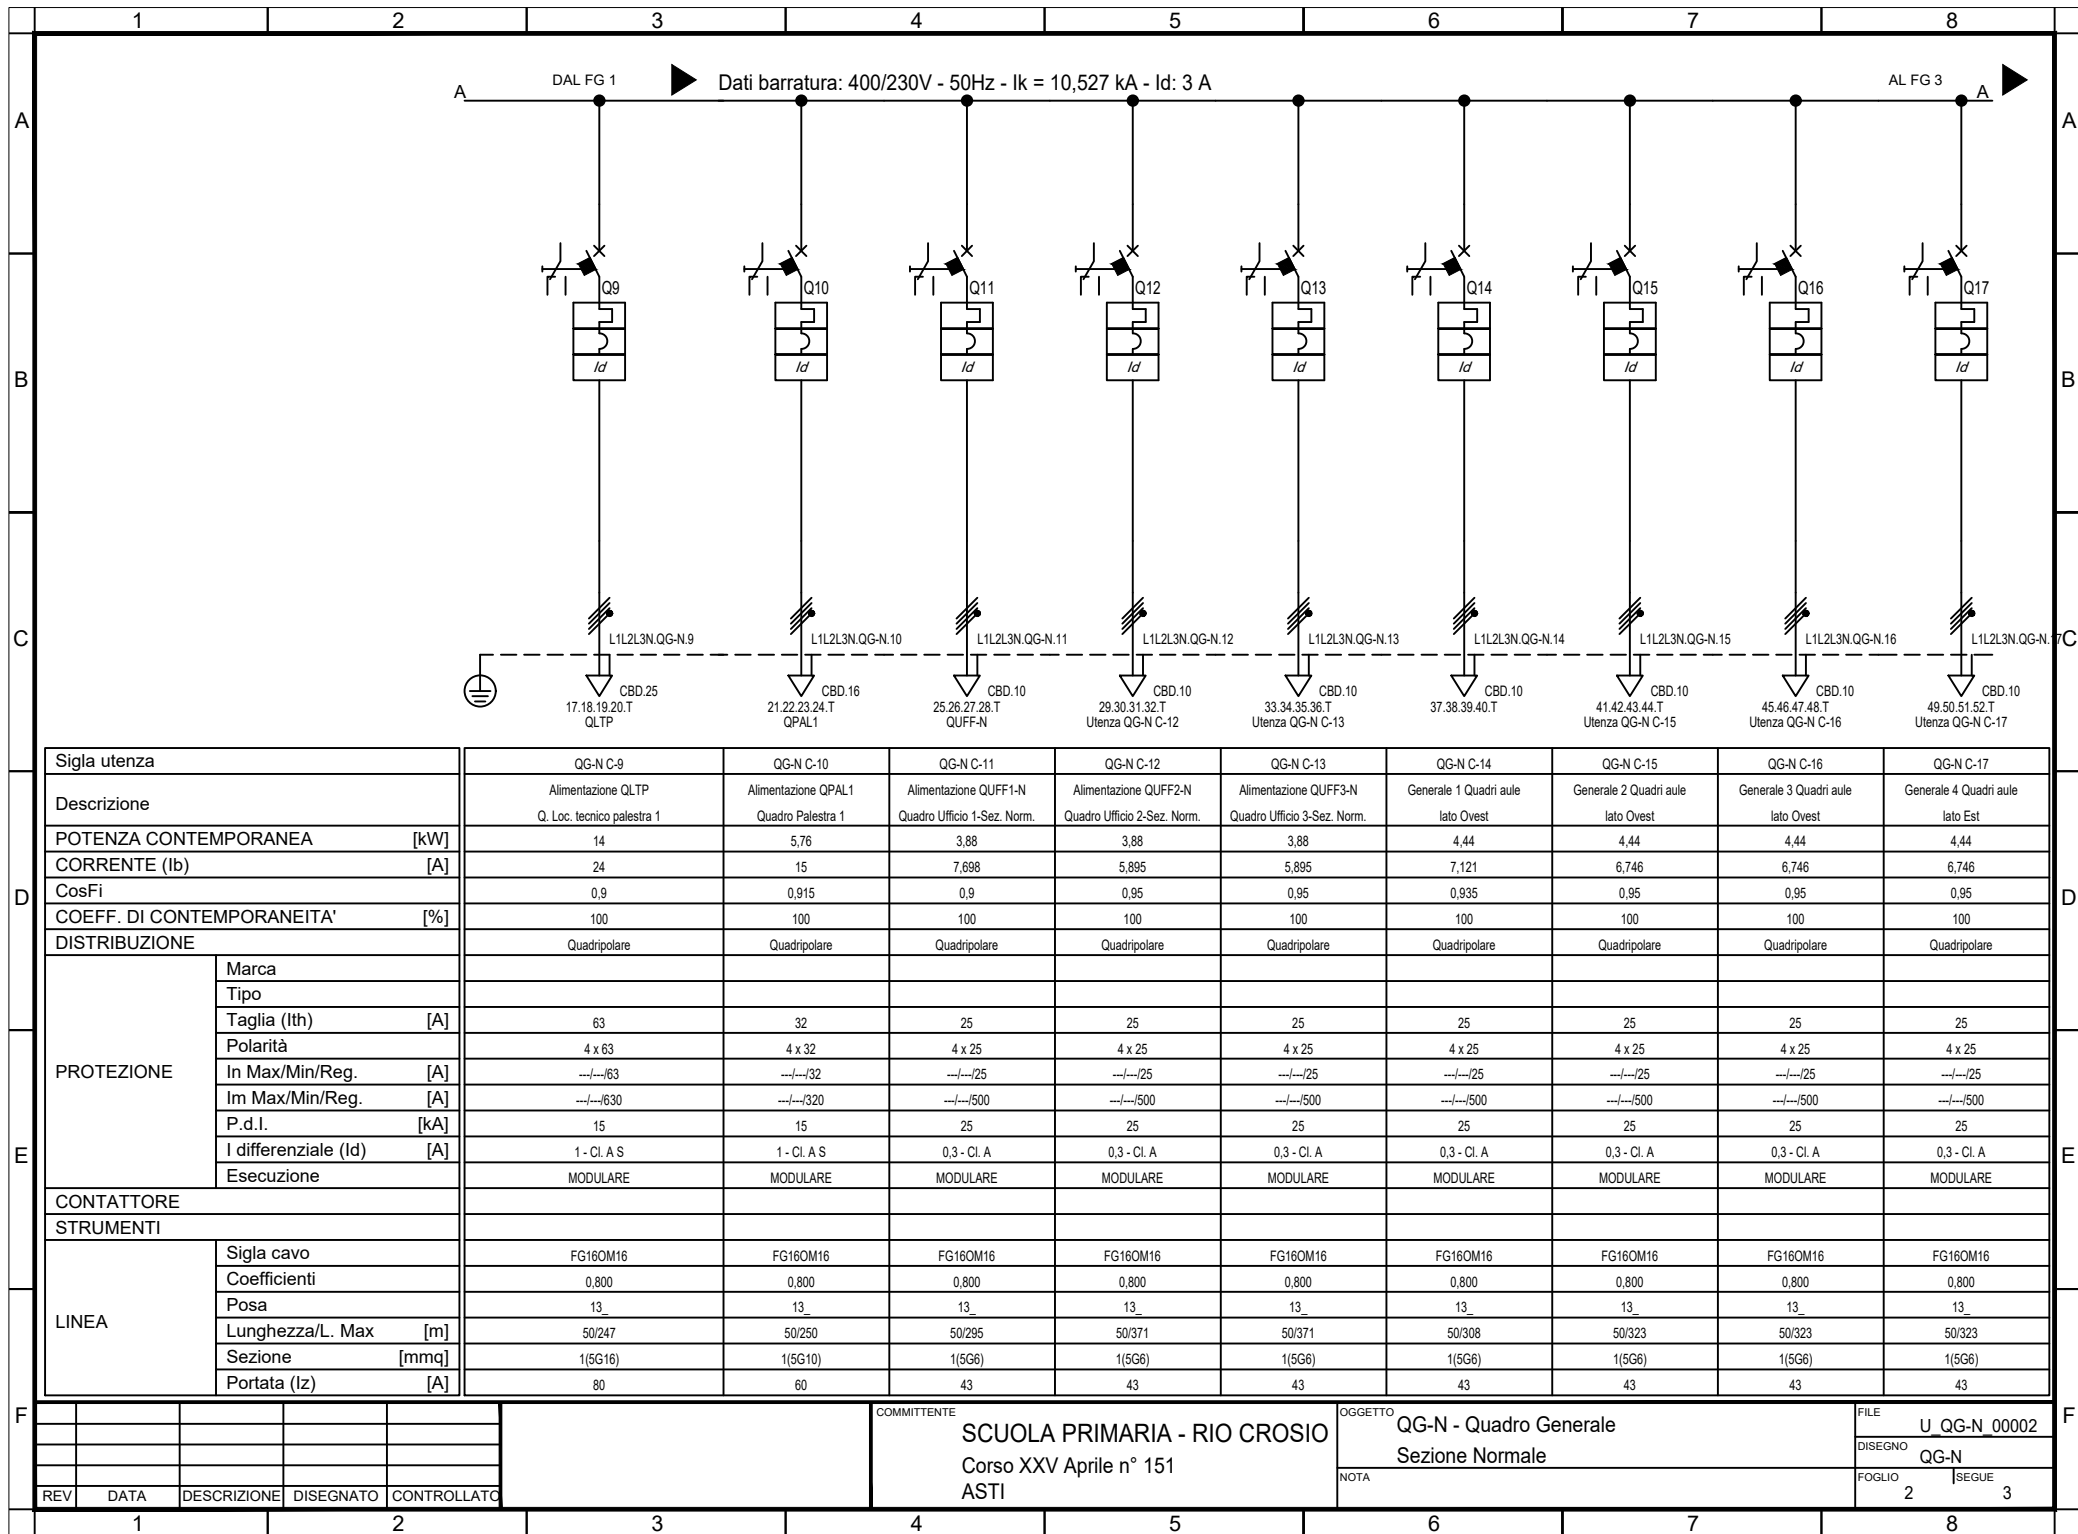 1 2 3 4 5 6 7 8
DAL FG 1 Dati barratura: 400/230V - 50Hz - Ik = 10,527 kA - Id: 3 A AL FG 3
A A
A A
Q9 Q10 Q11 Q12 Q13 Q14 Q15 Q16 Q17
Id Id Id Id Id Id Id Id Id
B B
C L1L2L3N.QG-N.9 L1L2L3N.QG-N.10 L1L2L3N.QG-N.11 L1L2L3N.QG-N.12 L1L2L3N.QG-N.13 L1L2L3N.QG-N.14 L1L2L3N.QG-N.15 L1L2L3N.QG-N.16 L1L2L3N.QG-N.17 C
CBD.25 CBD.16 CBD.10 CBD.10 CBD.10 CBD.10 CBD.10 CBD.10 CBD.10
17.18.19.20.T 21.22.23.24.T 25.26.27.28.T 29.30.31.32.T 33.34.35.36.T 37.38.39.40.T 41.42.43.44.T 45.46.47.48.T 49.50.51.52.T
QLTP QPAL1 QUFF-N Utenza QG-N C-12 Utenza QG-N C-13 Utenza QG-N C-15 Utenza QG-N C-16 Utenza QG-N C-17
Sigla utenza QG-N C-9 QG-N C-10 QG-N C-11 QG-N C-12 QG-N C-13 QG-N C-14 QG-N C-15 QG-N C-16 QG-N C-17
Descrizione
Alimentazione QLTP Alimentazione QPAL1 Alimentazione QUFF1-N Alimentazione QUFF2-N Alimentazione QUFF3-N Generale 1 Quadri aule Generale 2 Quadri aule Generale 3 Quadri aule Generale 4 Quadri aule
Q. Loc. tecnico palestra 1 Quadro Palestra 1 Quadro Ufficio 1-Sez. Norm. Quadro Ufficio 2-Sez. Norm. Quadro Ufficio 3-Sez. Norm. lato Ovest lato Ovest lato Ovest lato Est
POTENZA CONTEMPORANEA [kW] 14 5,76 3,88 3,88 3,88 4,44 4,44 4,44 4,44
CORRENTE (Ib) [A] 24 15 7,698 5,895 5,895 7,121 6,746 6,746 6,746
D CosFi 0,9 0,915 0,9 0,95 0,95 0,935 0,95 0,95 0,95 D
COEFF. DI CONTEMPORANEITA' [%] 100 100 100 100 100 100 100 100 100
DISTRIBUZIONE Quadripolare Quadripolare Quadripolare Quadripolare Quadripolare Quadripolare Quadripolare Quadripolare Quadripolare
PROTEZIONE
Marca
Tipo
Taglia (Ith) [A] 63 32 25 25 25 25 25 25 25
Polarità 4 x 63 4 x 32 4 x 25 4 x 25 4 x 25 4 x 25 4 x 25 4 x 25 4 x 25
In Max/Min/Reg. [A] ---/---/63 ---/---/32 ---/---/25 ---/---/25 ---/---/25 ---/---/25 ---/---/25 ---/---/25 ---/---/25
Im Max/Min/Reg. [A] ---/---/630 ---/---/320 ---/---/500 ---/---/500 ---/---/500 ---/---/500 ---/---/500 ---/---/500 ---/---/500
P.d.I. [kA] 15 15 25 25 25 25 25 25 25
E I differenziale (Id) [A] 1 - Cl. A S 1 - Cl. A S 0,3 - Cl. A 0,3 - Cl. A 0,3 - Cl. A 0,3 - Cl. A 0,3 - Cl. A 0,3 - Cl. A 0,3 - Cl. A E
Esecuzione MODULARE MODULARE MODULARE MODULARE MODULARE MODULARE MODULARE MODULARE MODULARE
CONTATTORE
STRUMENTI
LINEA
Sigla cavo FG16OM16 FG16OM16 FG16OM16 FG16OM16 FG16OM16 FG16OM16 FG16OM16 FG16OM16 FG16OM16
Coefficienti 0,800 0,800 0,800 0,800 0,800 0,800 0,800 0,800 0,800
Posa 13_ 13_ 13_ 13_ 13_ 13_ 13_ 13_ 13_
Lunghezza/L. Max [m] 50/247 50/250 50/295 50/371 50/371 50/308 50/323 50/323 50/323
Sezione [mmq] 1(5G16) 1(5G10) 1(5G6) 1(5G6) 1(5G6) 1(5G6) 1(5G6) 1(5G6) 1(5G6)
Portata (Iz) [A] 80 60 43 43 43 43 43 43 43
F F
COMMITTENTE
SCUOLA PRIMARIA - RIO CROSIO
Corso XXV Aprile n° 151
ASTI
OGGETTO QG-N - Quadro Generale
Sezione Normale
NOTA
FILE U_QG-N_00002
DISEGNO QG-N
FOGLIO 2 SEGUE 3
REV DATA DESCRIZIONE DISEGNATO CONTROLLATO
1 2 3 4 5 6 7 8